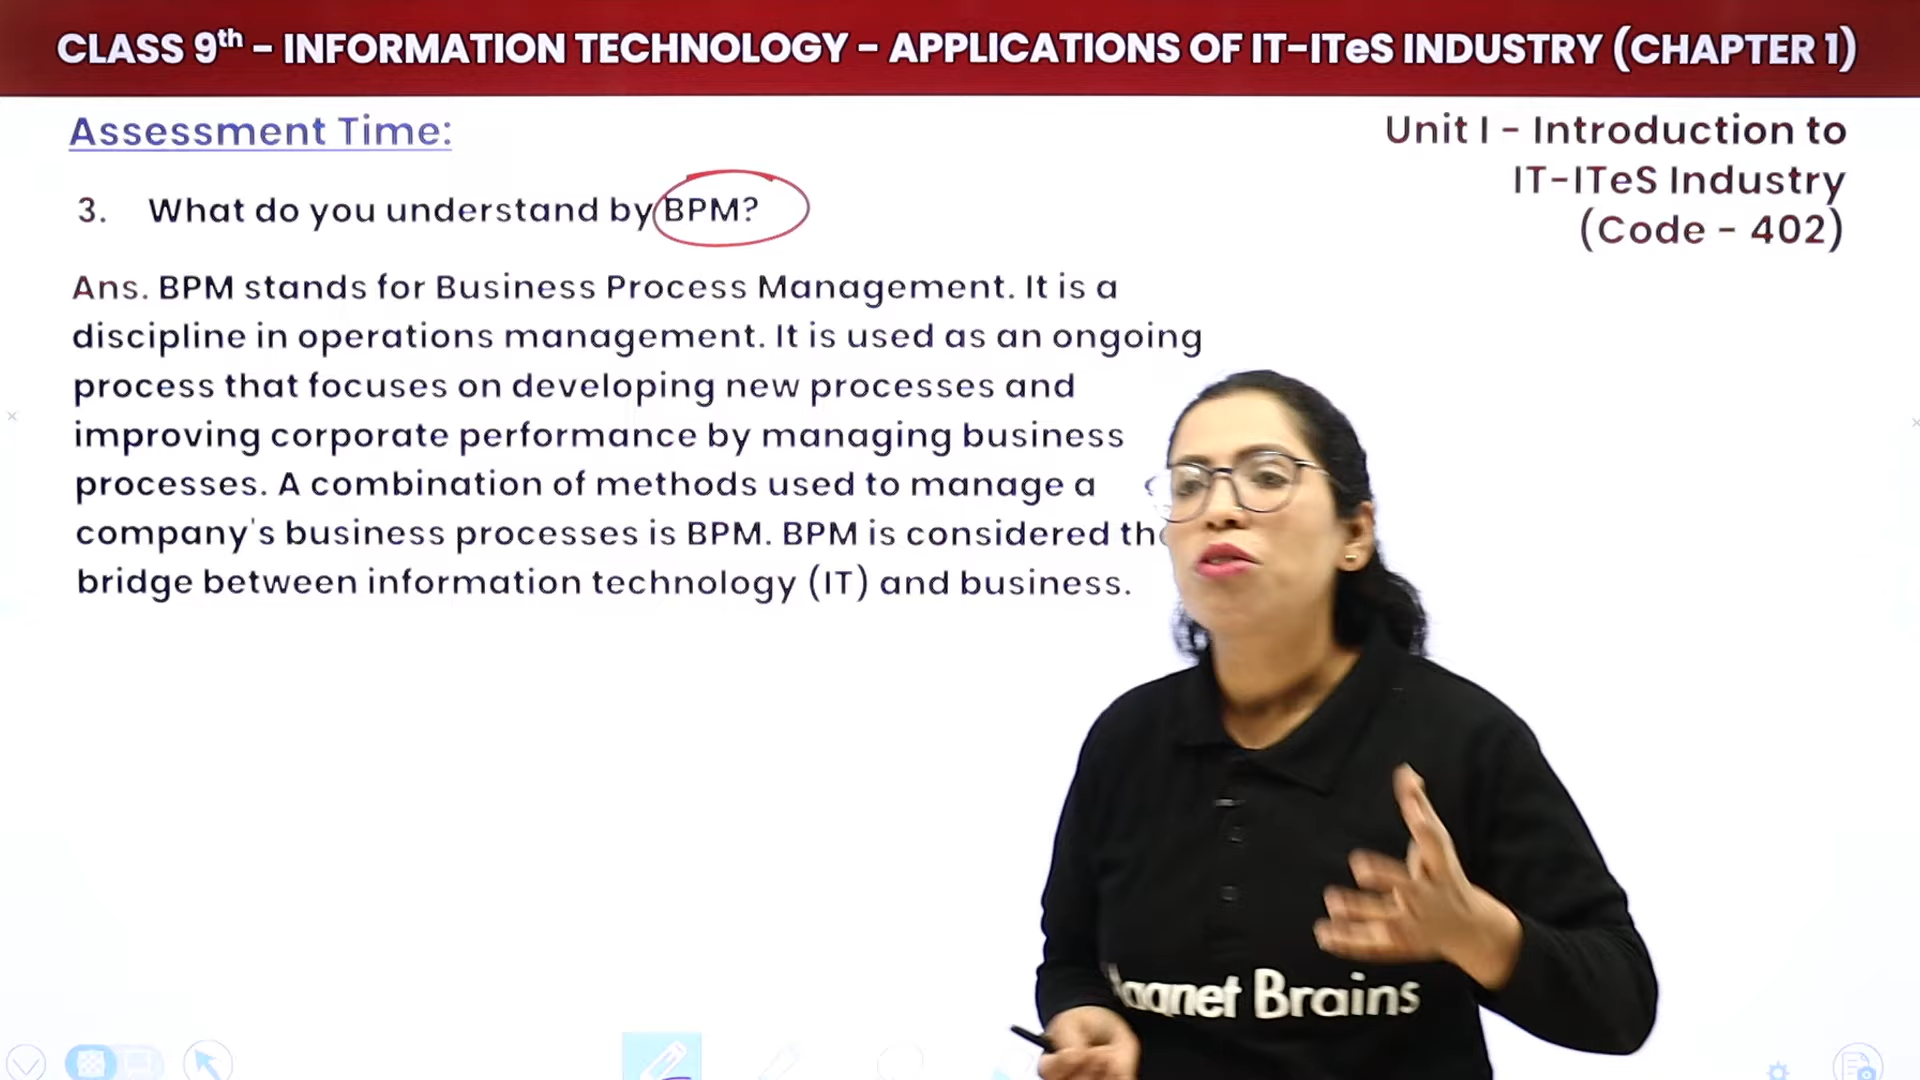 CLASS 9th - INFORMATION TECHNOLOGY - APPLICATIONS OF IT-ITeS INDUSTRY (CHAPTER 1)
Assessment Time:
Unit I - Introduction to
IT-ITeS Industry
(Code - 402)
3. What do you understand by BPM?
Ans. BPM stands for Business Process Management. It is a
discipline in operations management. It is used as an ongoing
process that focuses on developing new processes and
improving corporate performance by managing business
processes. A combination of methods used to manage a
company's business processes is BPM. BPM is considered
bridge between information technology (IT) and business.
Brains